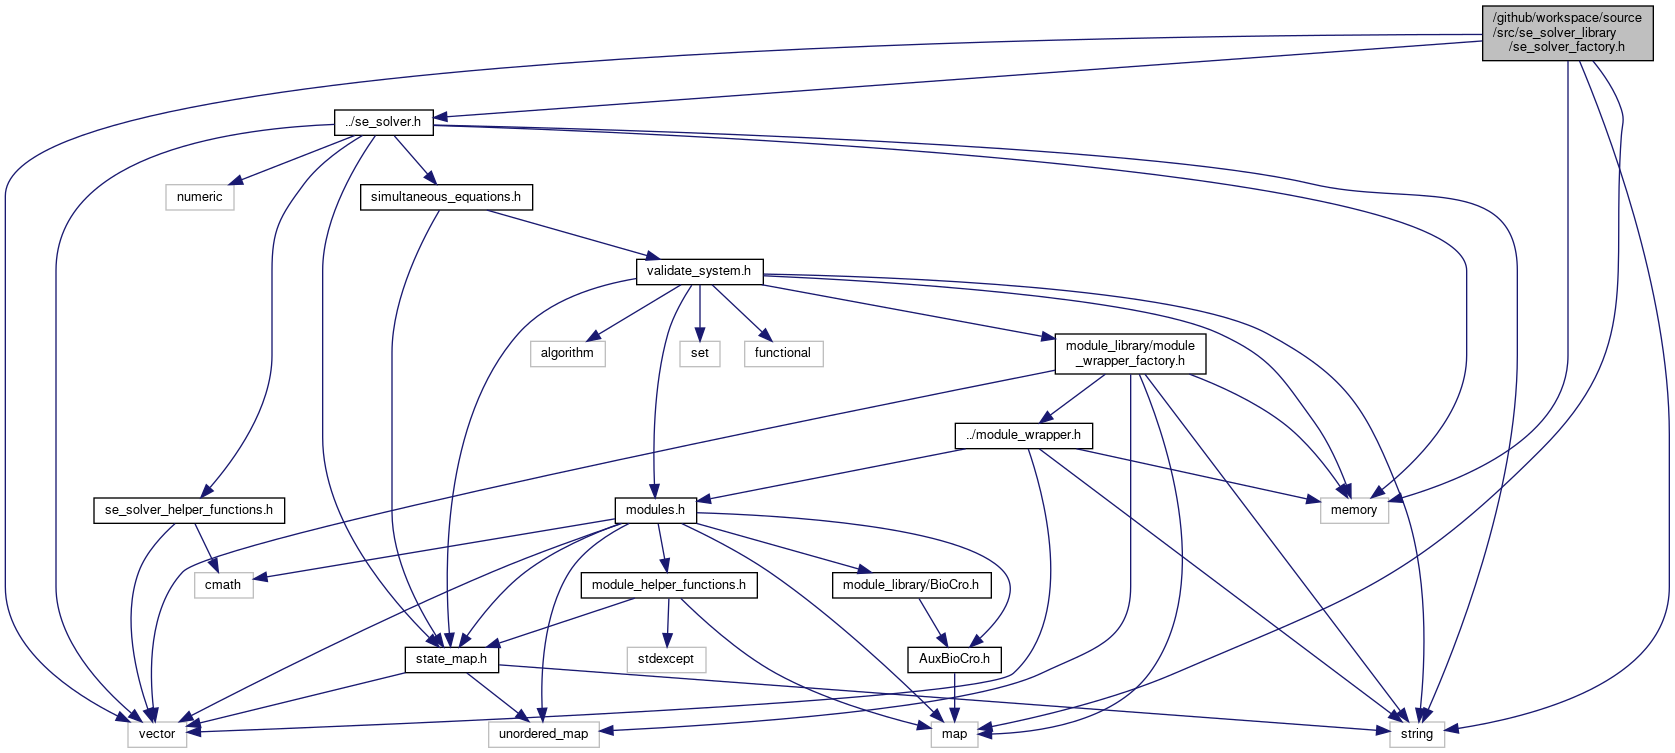 /github/workspace/source
/src/se_solver_library
/se_solver_factory.h
../se_solver.h
numeric
simultaneous_equations.h
validate_system.h
algorithm
set
functional
module_library/module
_wrapper_factory.h
../module_wrapper.h
se_solver_helper_functions.h
modules.h
memory
cmath
module_helper_functions.h
module_library/BioCro.h
state_map.h
stdexcept
AuxBioCro.h
vector
unordered_map
map
string